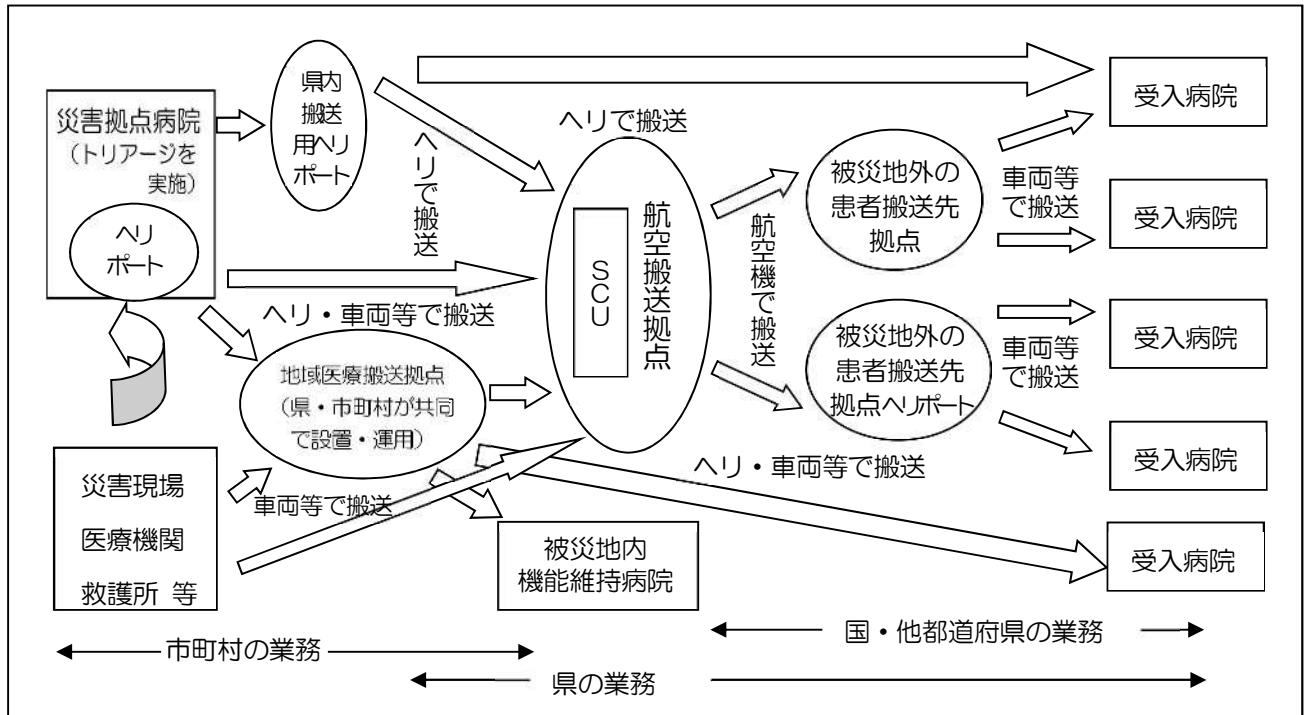 災害拠点病院
（トリアージを
実施）
ヘリ
ポート
県内
搬送
用ヘリ
ポート
ヘリで搬送
ヘリで搬送
ヘリ・車両等で搬送
地域医療搬送拠点
（県・市町村が共同
で設置・運用）
災害現場
医療機関
救護所 等
車両等で搬送
被災地内
機能維持病院
航空搬送拠点
SCU
航空機で搬送
被災地外の
患者搬送先
拠点
被災地外の
患者搬送先
拠点ヘリポート
車両等
で搬送
車両等
で搬送
ヘリ・車両等で搬送
受入病院
受入病院
受入病院
受入病院
受入病院
市町村の業務
国・他都道府県の業務
県の業務